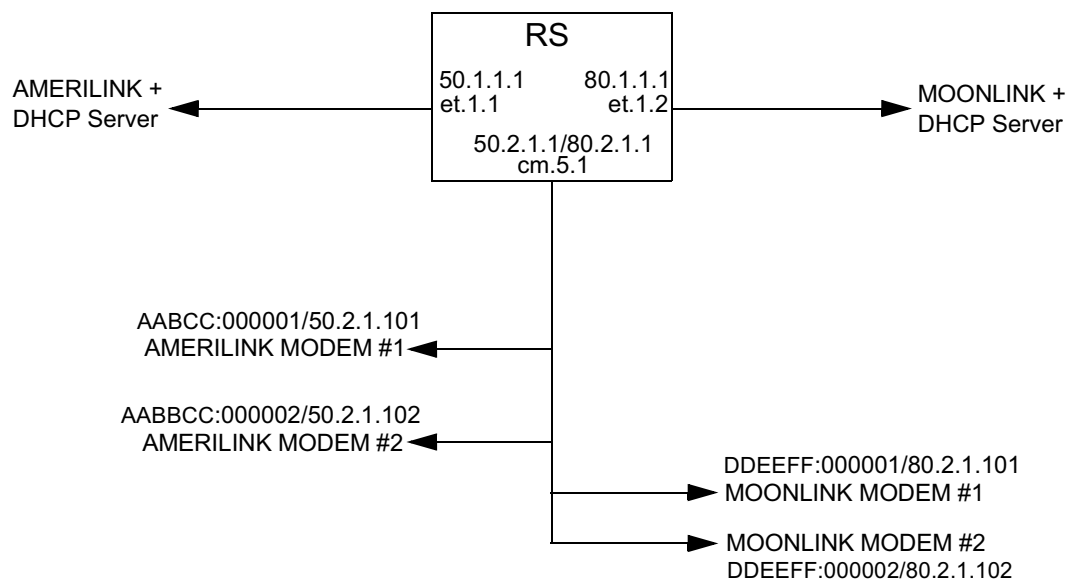 RS
50.1.1.1 80.1.1.1
et.1.1 et.1.2
50.2.1.1/80.2.1.1
cm.5.1
AMERILINK +
DHCP Server
MOONLINK +
DHCP Server
AABCC:000001/50.2.1.101
AMERILINK MODEM #1
AABBCC:000002/50.2.1.102
AMERILINK MODEM #2
DDEEFF:000001/80.2.1.101
MOONLINK MODEM #1
MOONLINK MODEM #2
DDEEFF:000002/80.2.1.102